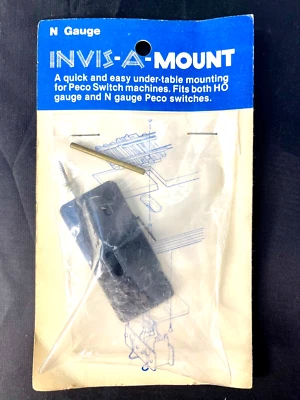 N Gauge
INVIS-A-MOUNT
A quick and easy under-table mounting
for Peco Switch machines. Fits both HO
gauge and N gauge Peco switches.